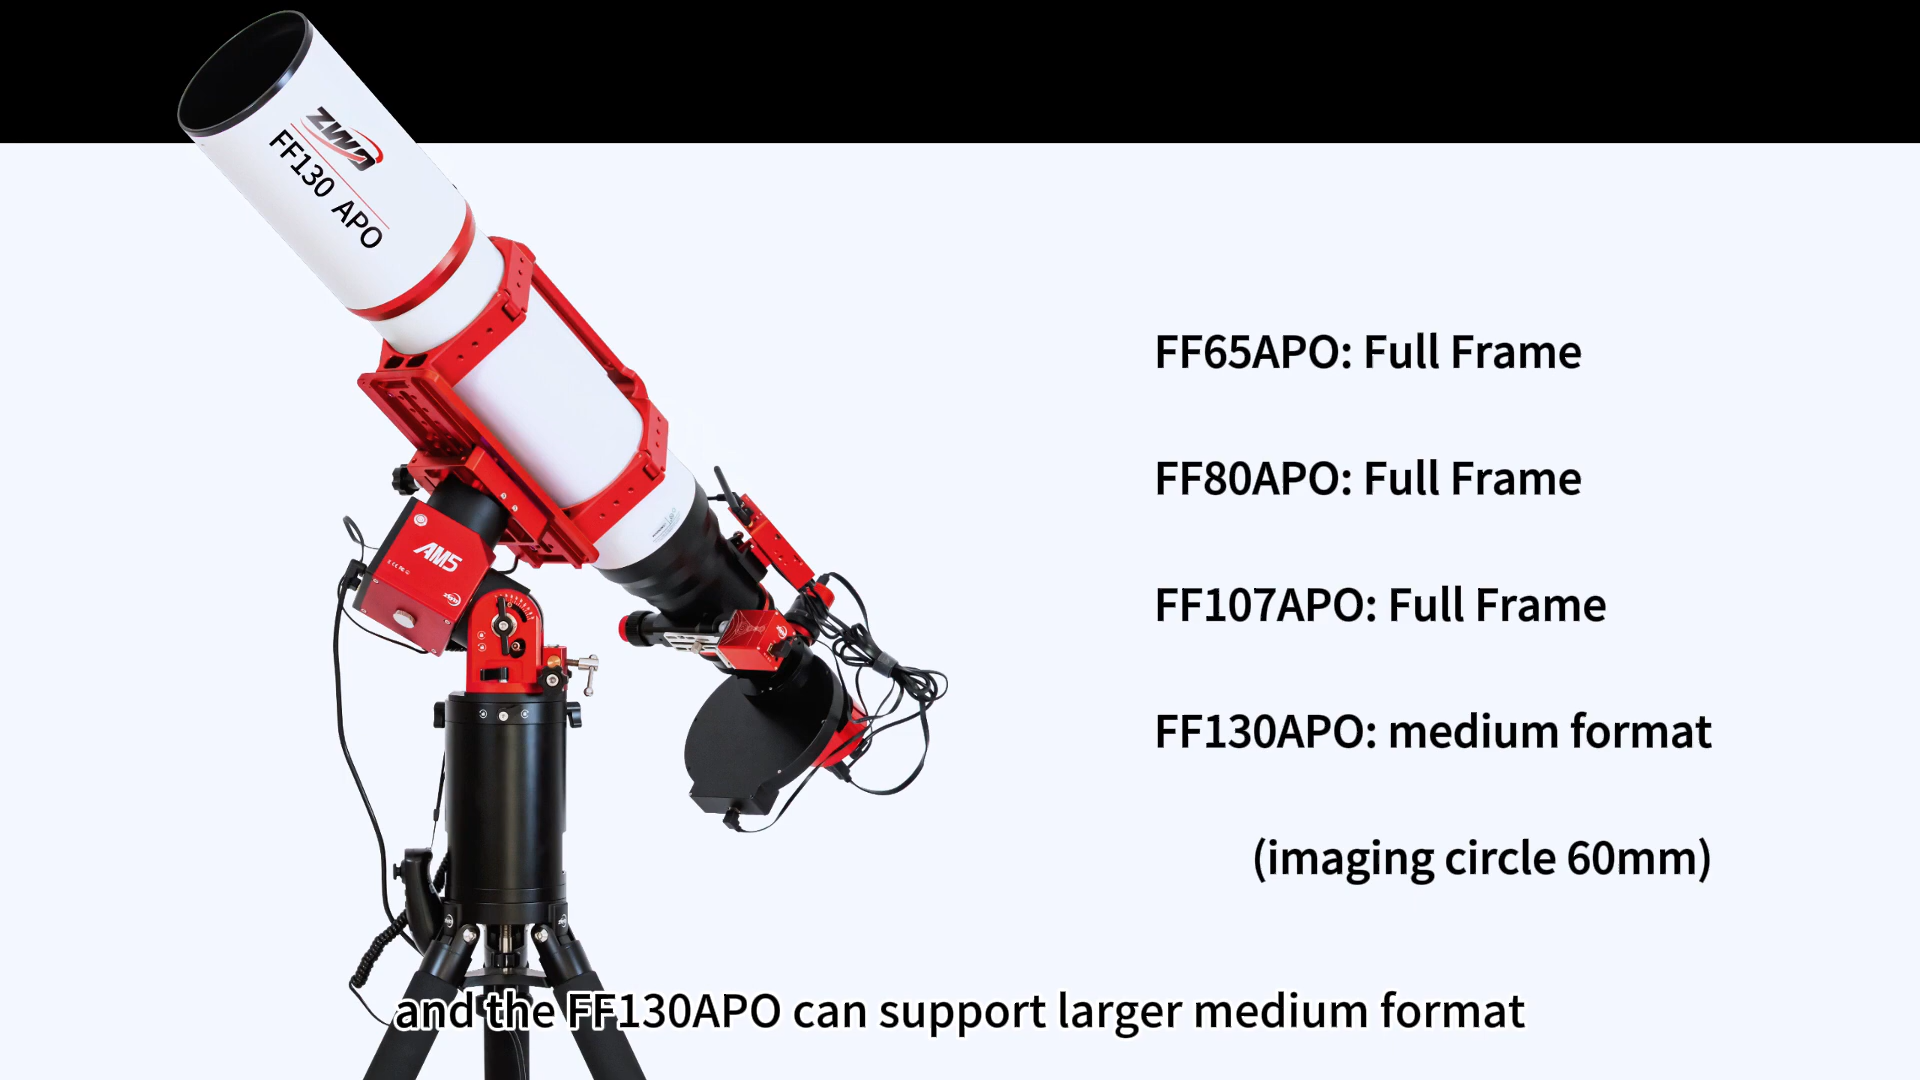 ZWO
FF130 APO
AM5
FF65APO: Full Frame
FF80APO: Full Frame
FF107APO: Full Frame
FF130APO: medium format
(imaging circle 60mm)
and the FF130APO can support larger medium format